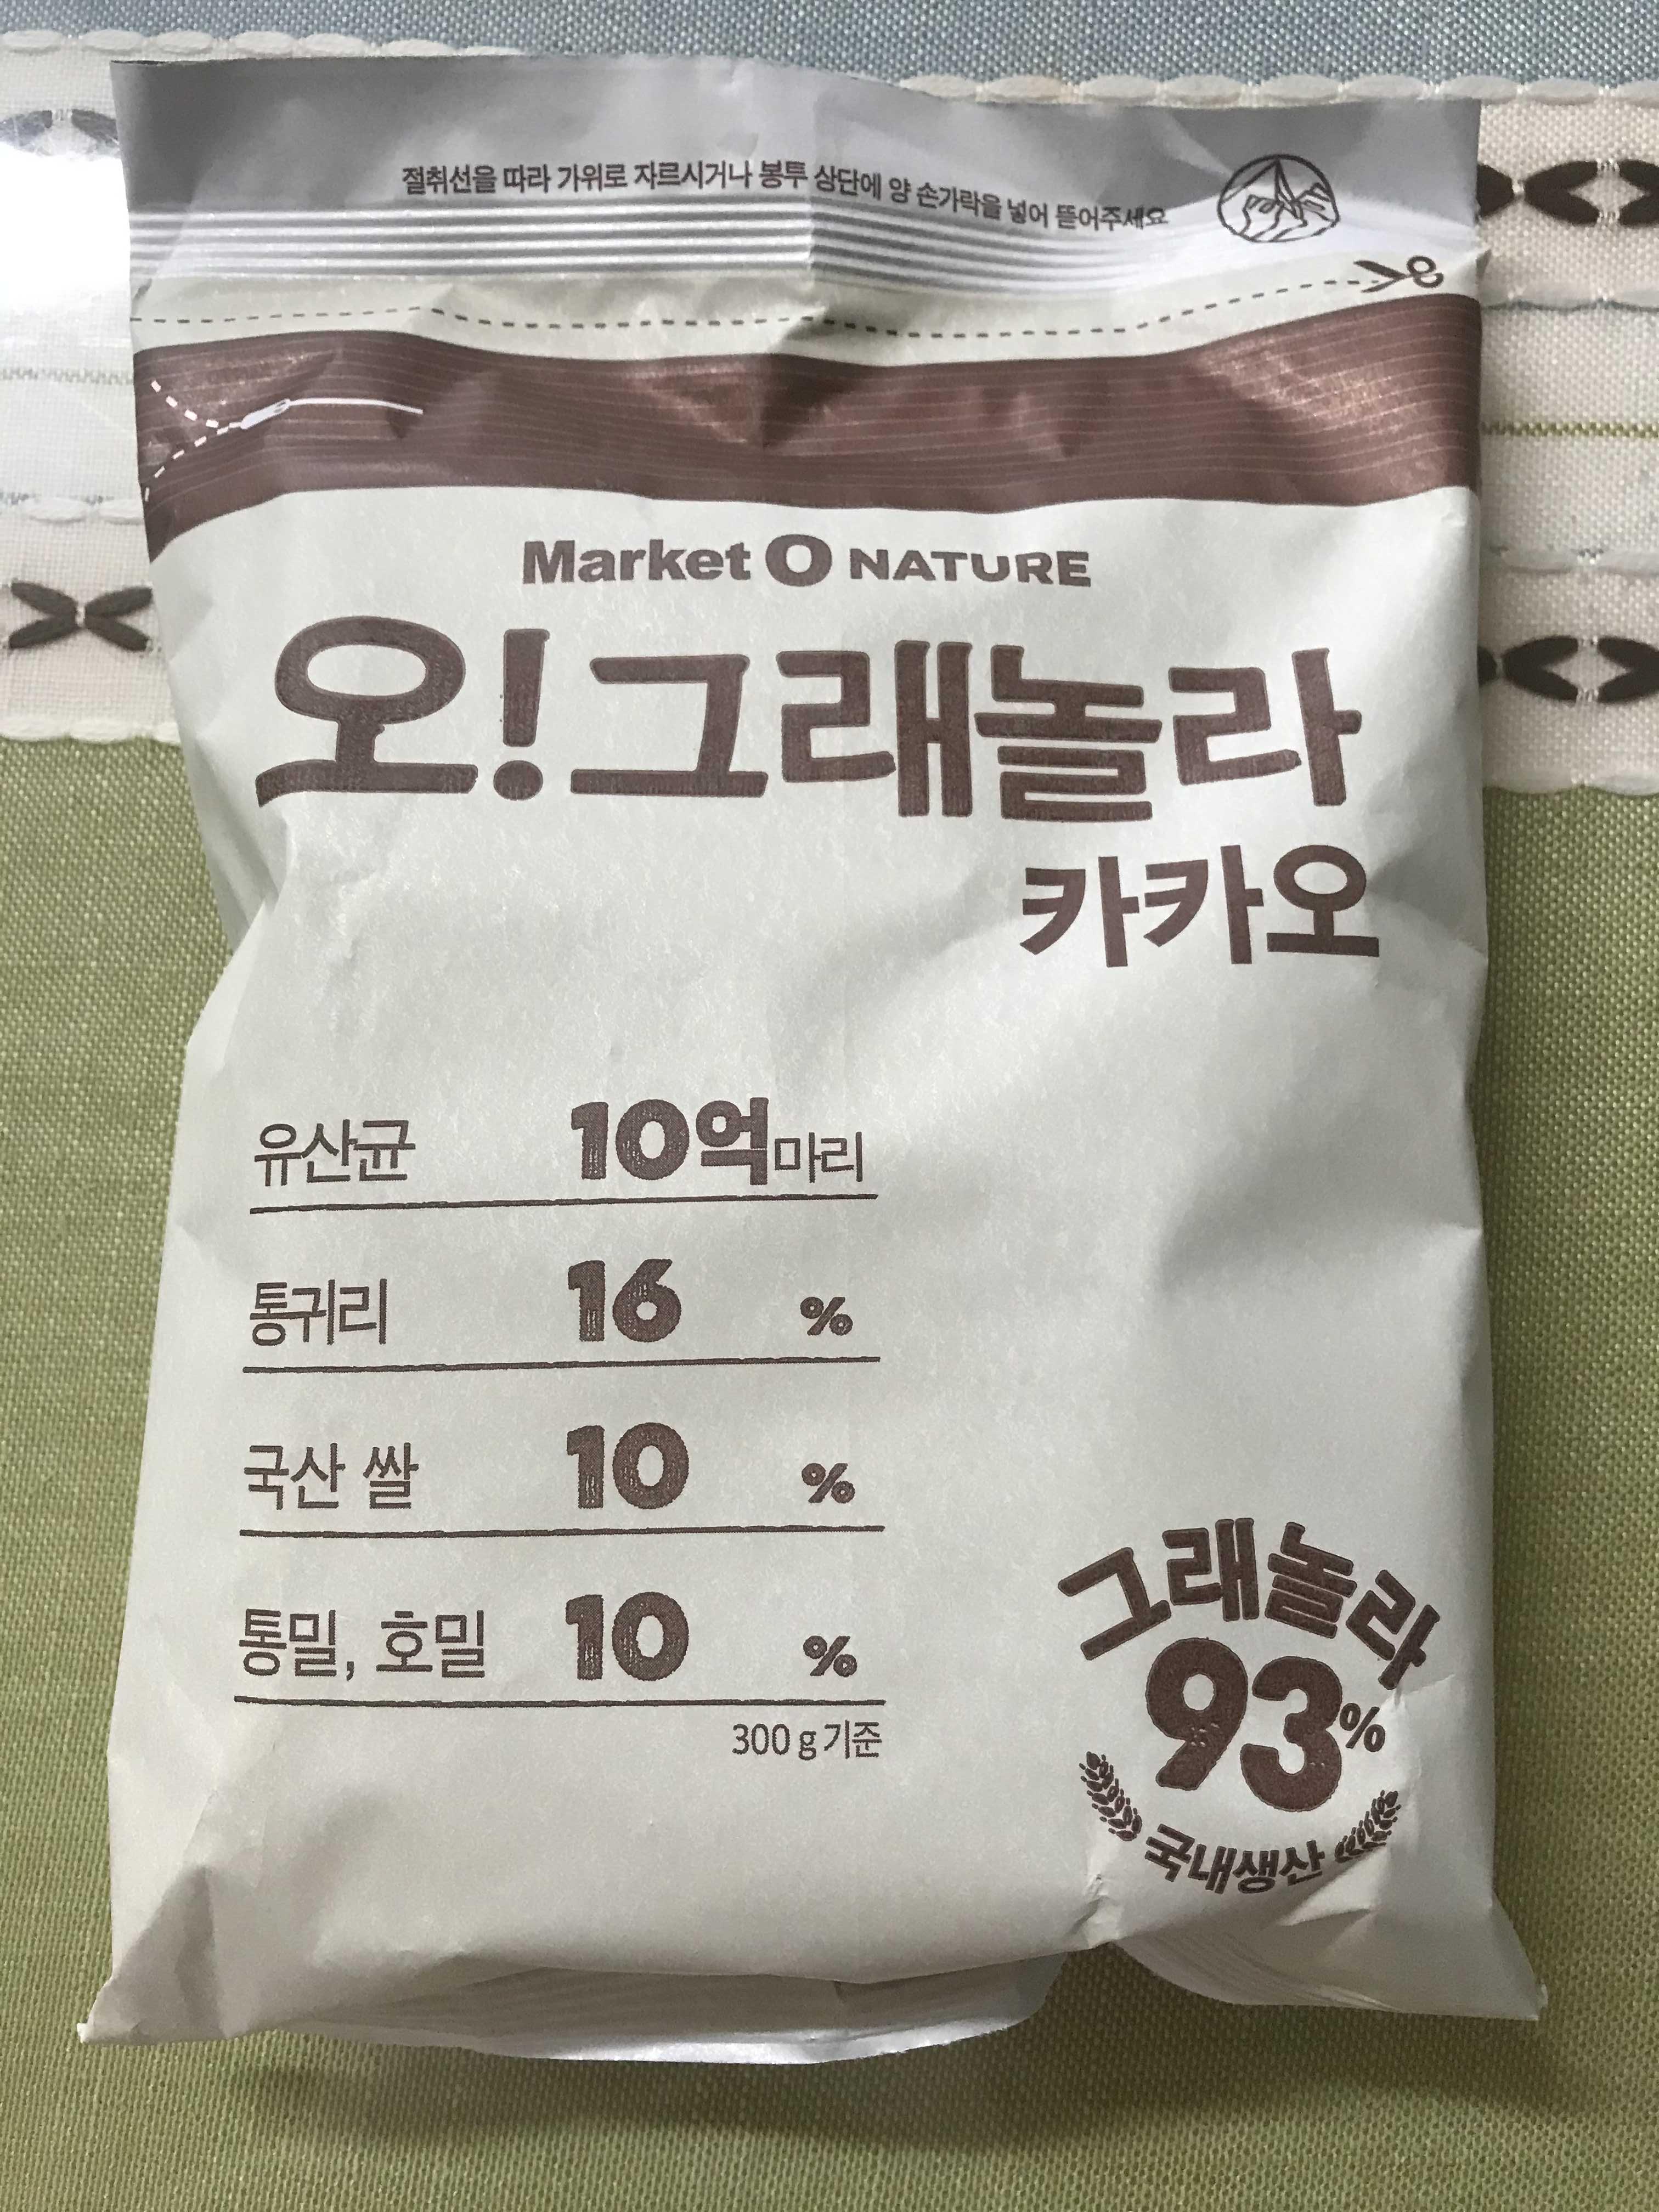 절취선을 따라 가위로 자르시거나 봉투 상단에 양 손가락을 넣어 뜯어주세요
Market O NATURE
오!그래놀라
카카오
유산균 10억마리
통귀리 16 %
국산 쌀 10 %
통밀, 호밀 10 %
300 g 기준
그래놀라
93%
국내생산